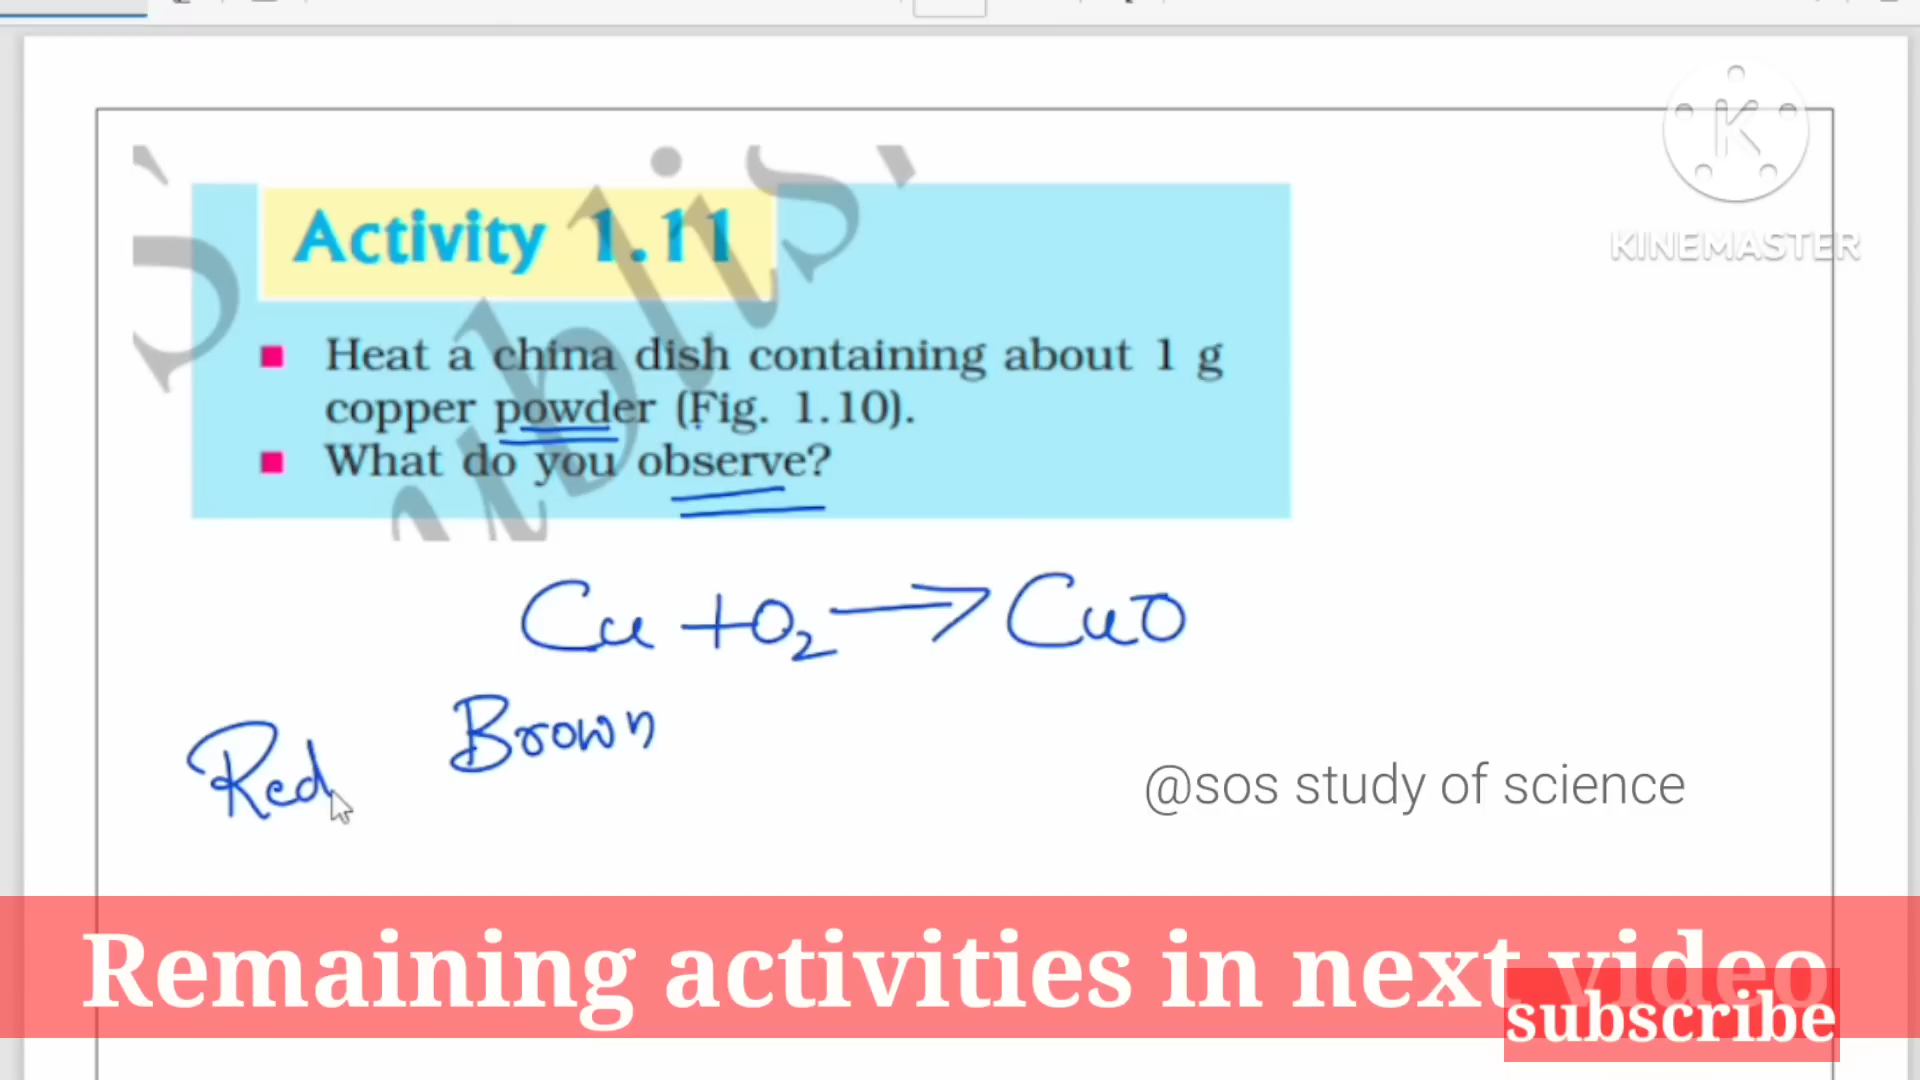 KINEMASTER
Activity 1.11
Heat a china dish containing about 1 g
copper powder (Fig. 1.10).
What do you observe?
Cu + O₂ → CuO
Red Brown
@sos study of science
Remaining activities in next video
subscribe